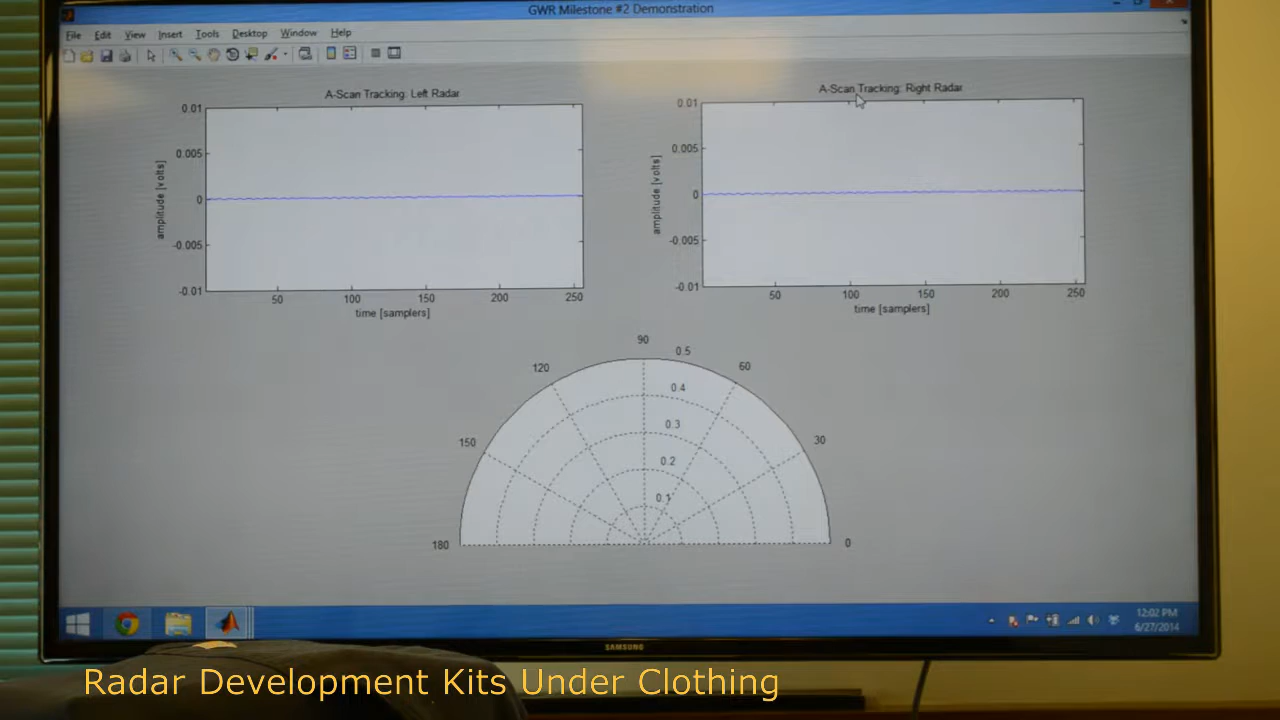 GWR Milestone #2 Demonstration
File Edit View Insert Tools Desktop Window Help
A-Scan Tracking: Left Radar
0.01
0.005
0
-0.005
-0.01
amplitude [volts]
50 100 150 200 250
time [samplers]
A-Scan Tracking: Right Radar
0.01
0.005
0
-0.005
-0.01
amplitude [volts]
50 100 150 200 250
time [samplers]
90
120 60
150 30
180 0
0.5
0.4
0.3
0.2
0.1
12:02 PM
6/27/2014
SAMSUNG
Radar Development Kits Under Clothing